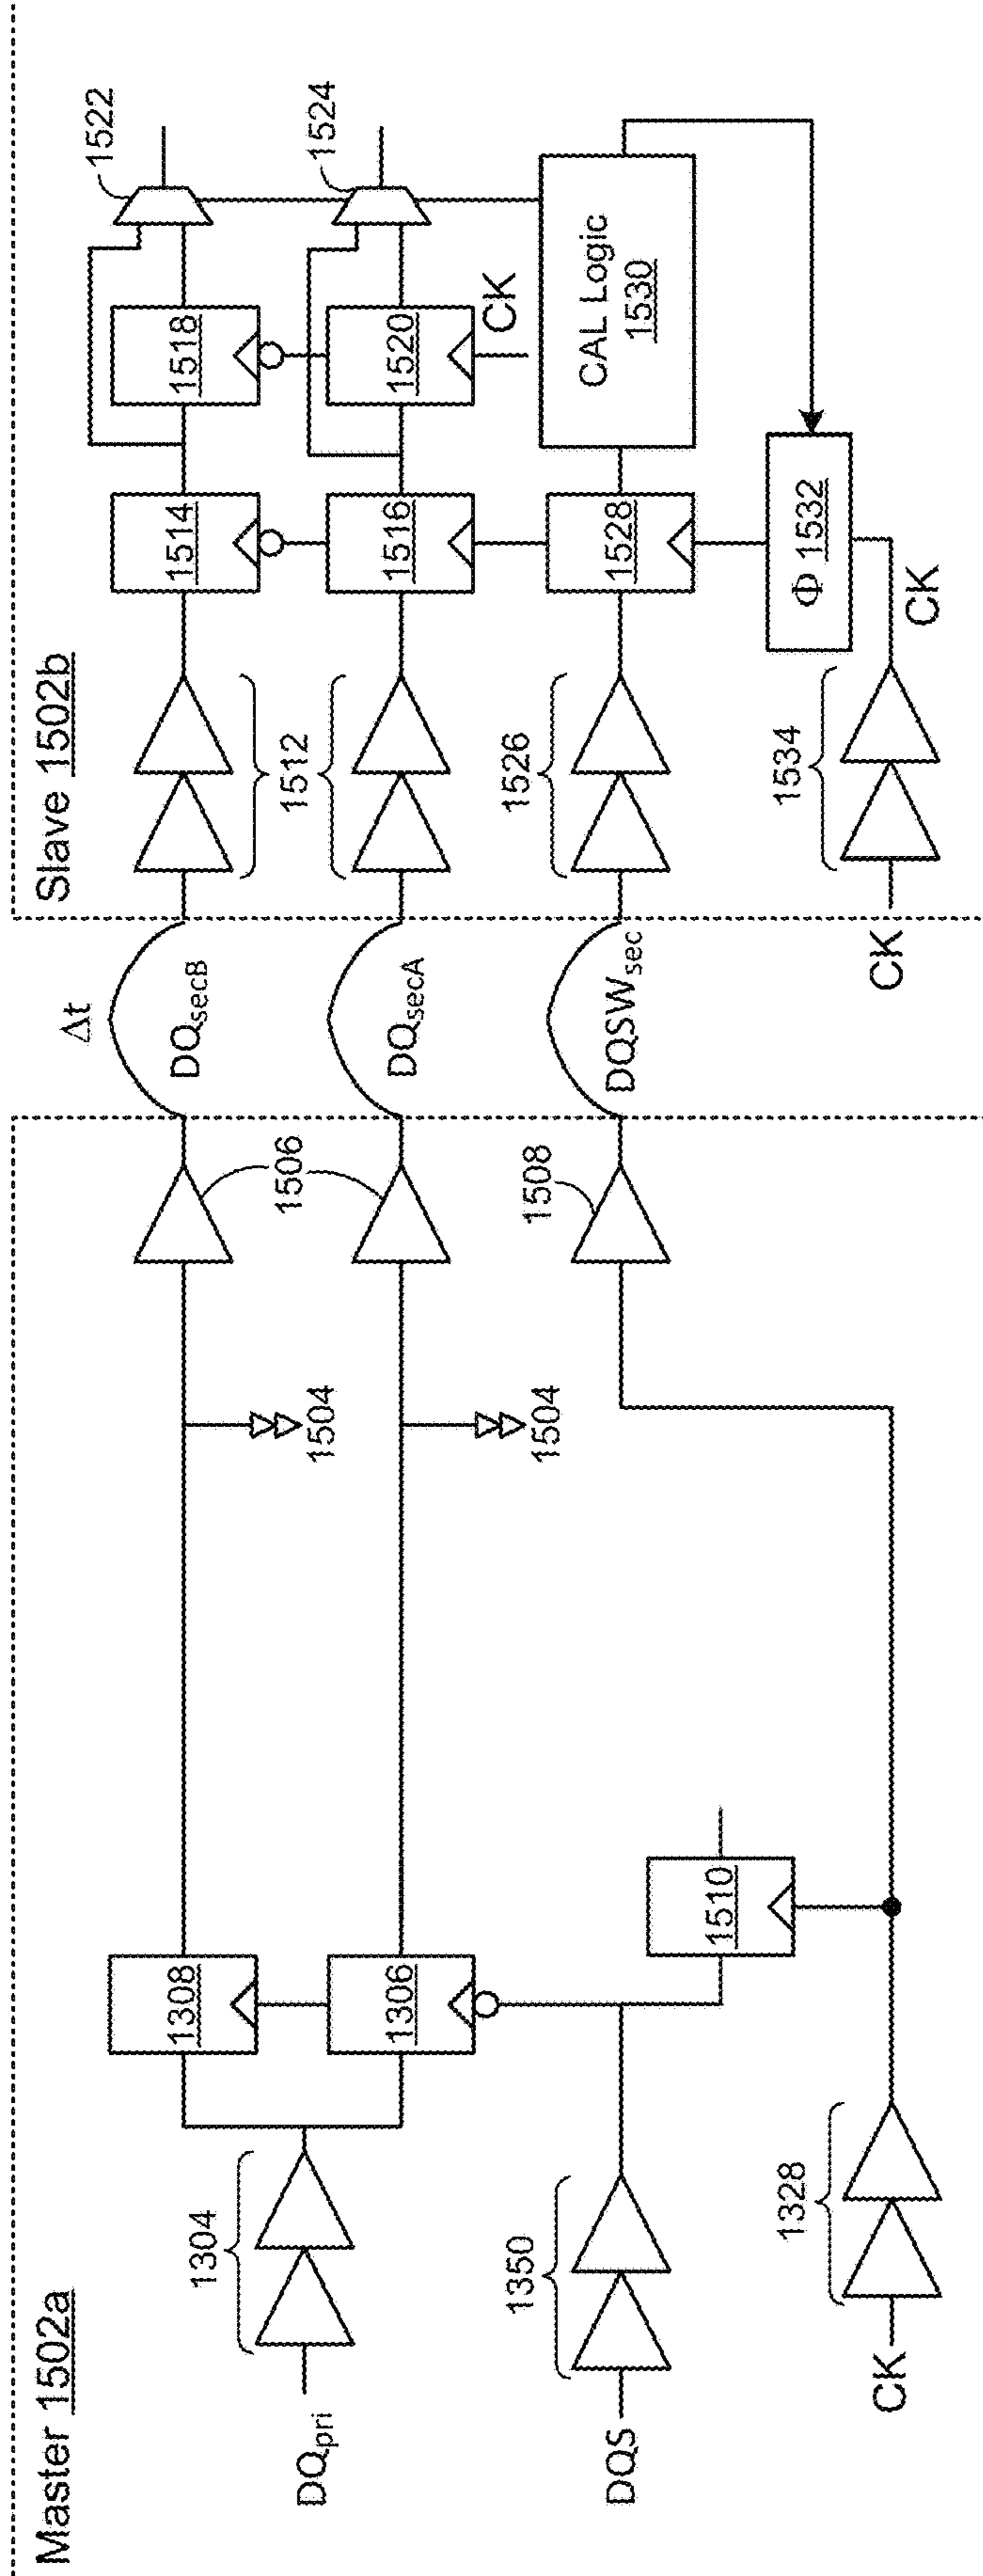 Master 1502a
DQpri
1304
1308
1306
1504
1504
1506
DQS
1350
1510
1508
CK
1328
Δt
DQsecB
DQsecA
DQSWsec
Slave 1502b
1512
1514
1516
1518
1520
1522
1524
CK
1526
1528
CAL Logic
1530
CK
1534
Φ 1532
CK